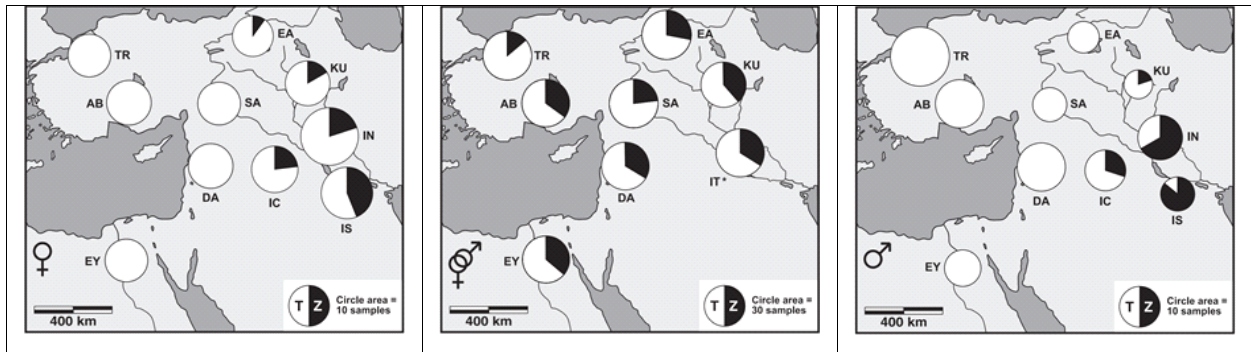 EA
TR
KU
AB
SA
IN
DA
IC
IS
EY
T Z
Circle area =
10 samples
400 km
EA
TR
KU
AB
SA
IT*
DA
EY
T Z
Circle area =
30 samples
400 km
EA
TR
KU
AB
SA
IN
DA
IC
IS
EY
T Z
Circle area =
10 samples
400 km